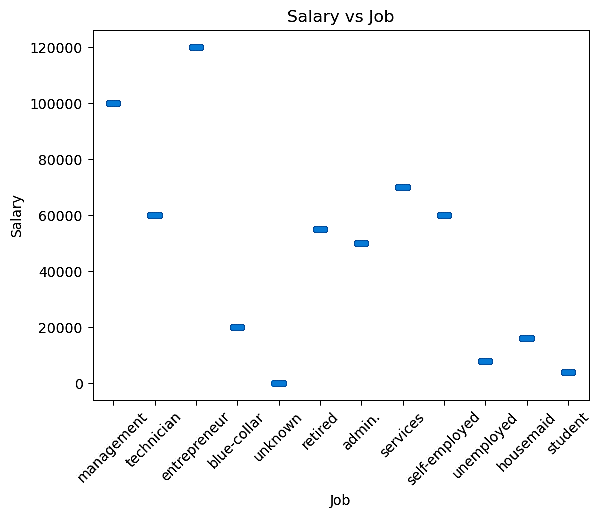 Salary vs Job
Salary
120000
100000
80000
60000
40000
20000
0
management
technician
entrepreneur
blue-collar
unknown
retired
admin.
services
self-employed
unemployed
housemaid
student
Job